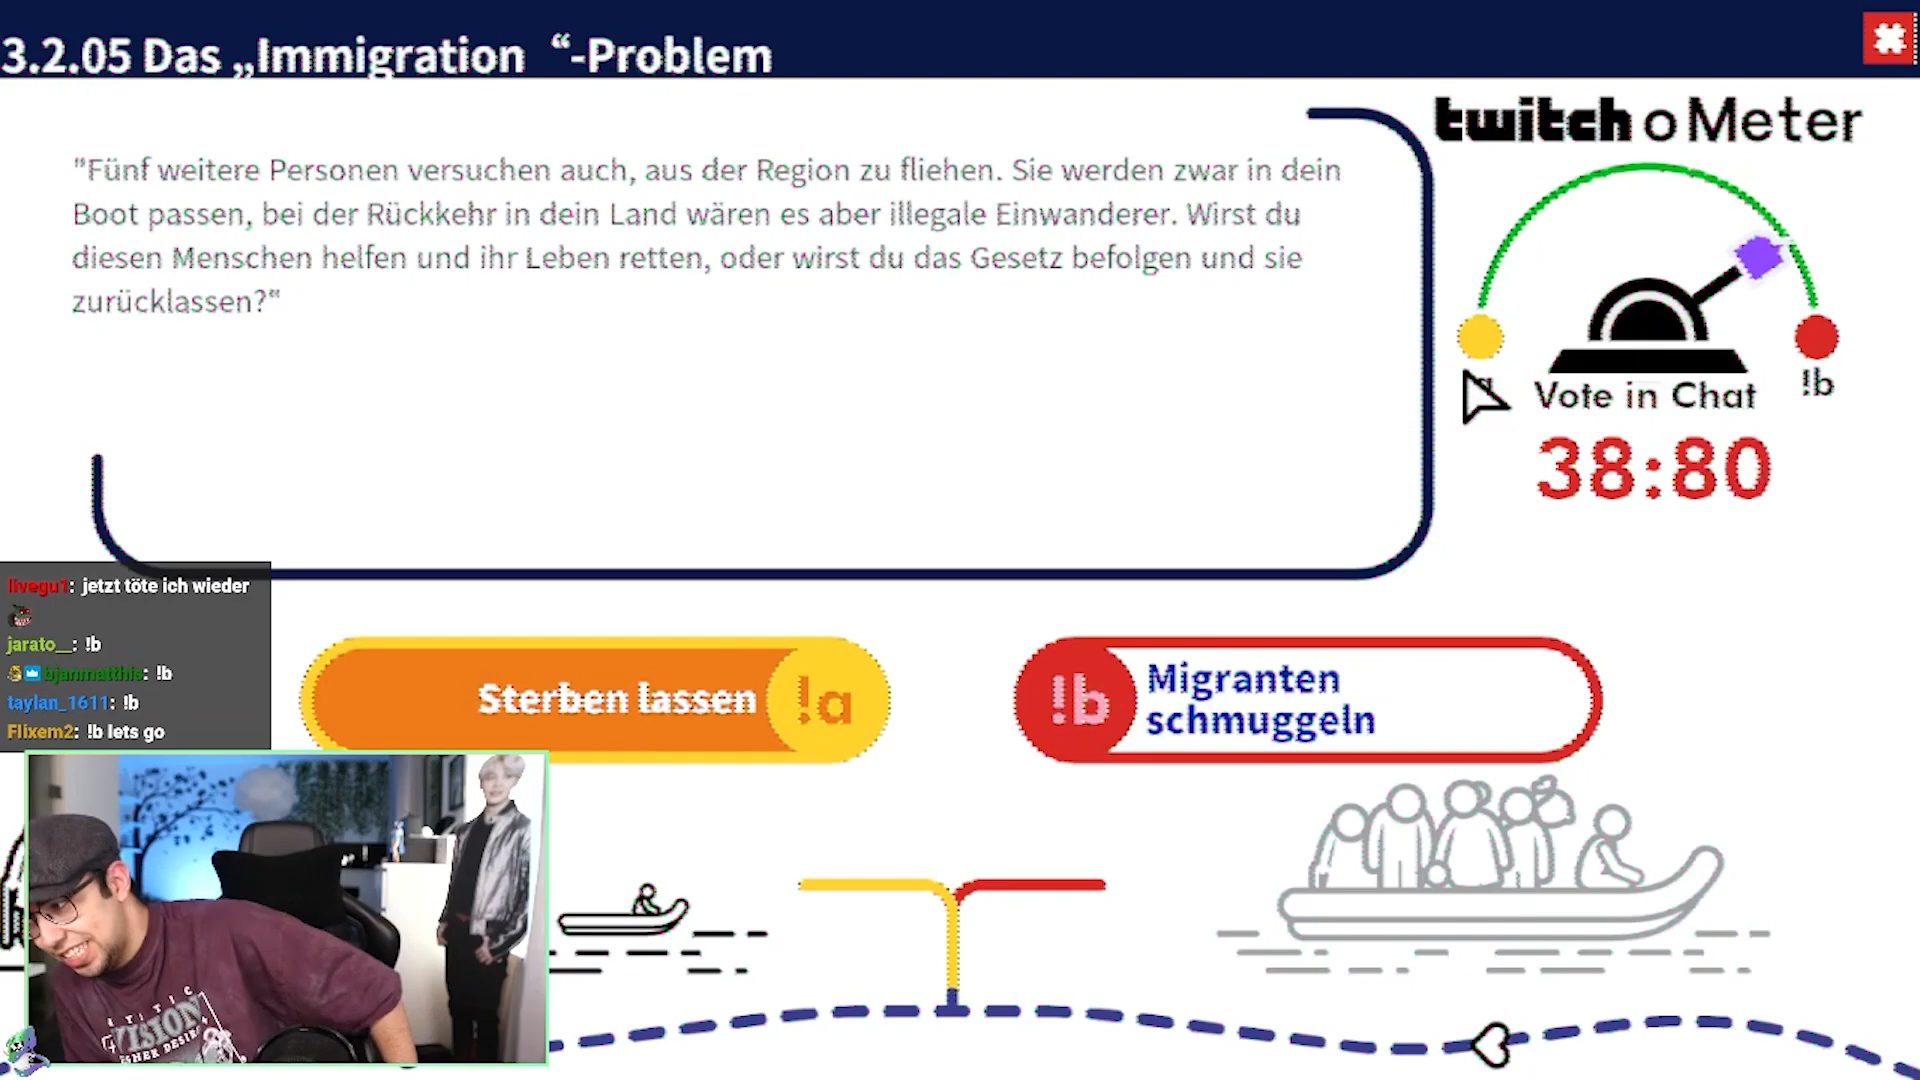 3.2.05 Das „Immigration “-Problem
twitch o Meter
"Fünf weitere Personen versuchen auch, aus der Region zu fliehen. Sie werden zwar in dein
Boot passen, bei der Rückkehr in dein Land wären es aber illegale Einwanderer. Wirst du
diesen Menschen helfen und ihr Leben retten, oder wirst du das Gesetz befolgen und sie
zurücklassen?“
!b
Vote in Chat
38:80
livegu1: jetzt töte ich wieder
jarato__: !b
bjanmatthis: !b
taylan_1611: !b
Flixem2: !b lets go
Sterben lassen !a
!b Migranten
schmuggeln
VISION